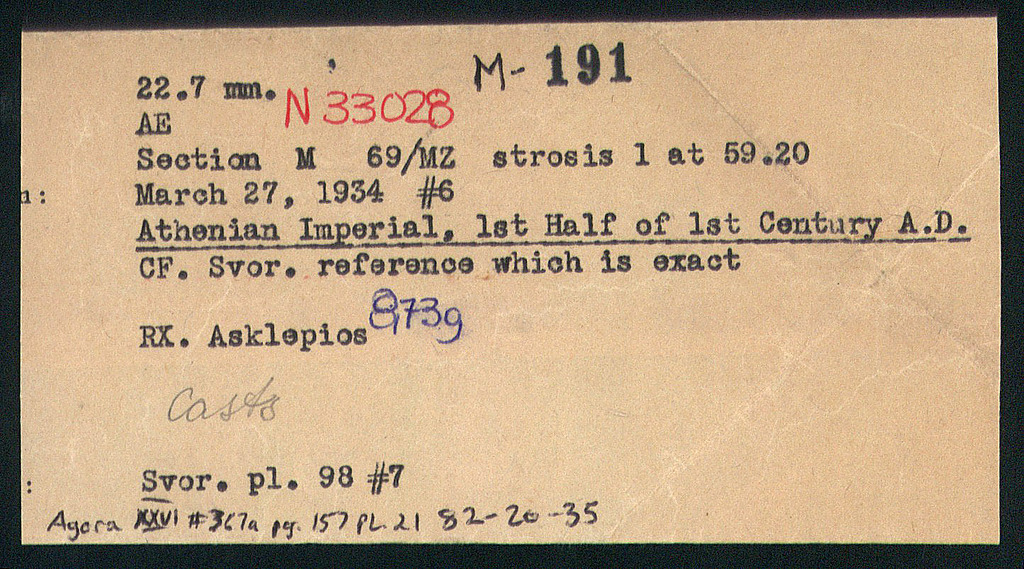 M- 191
22.7 mm.
N 33028
AE
Section M 69/MZ strosis 1 at 59.20
n:
March 27, 1934 #6
Athenian Imperial, 1st Half of 1st Century A.D.
CF. Svor. reference which is exact
8,73g
RX. Asklepios
Casts
: Svor. pl. 98 #7
Agora XXVI #367a pg. 157 PL. 21 82-20-35